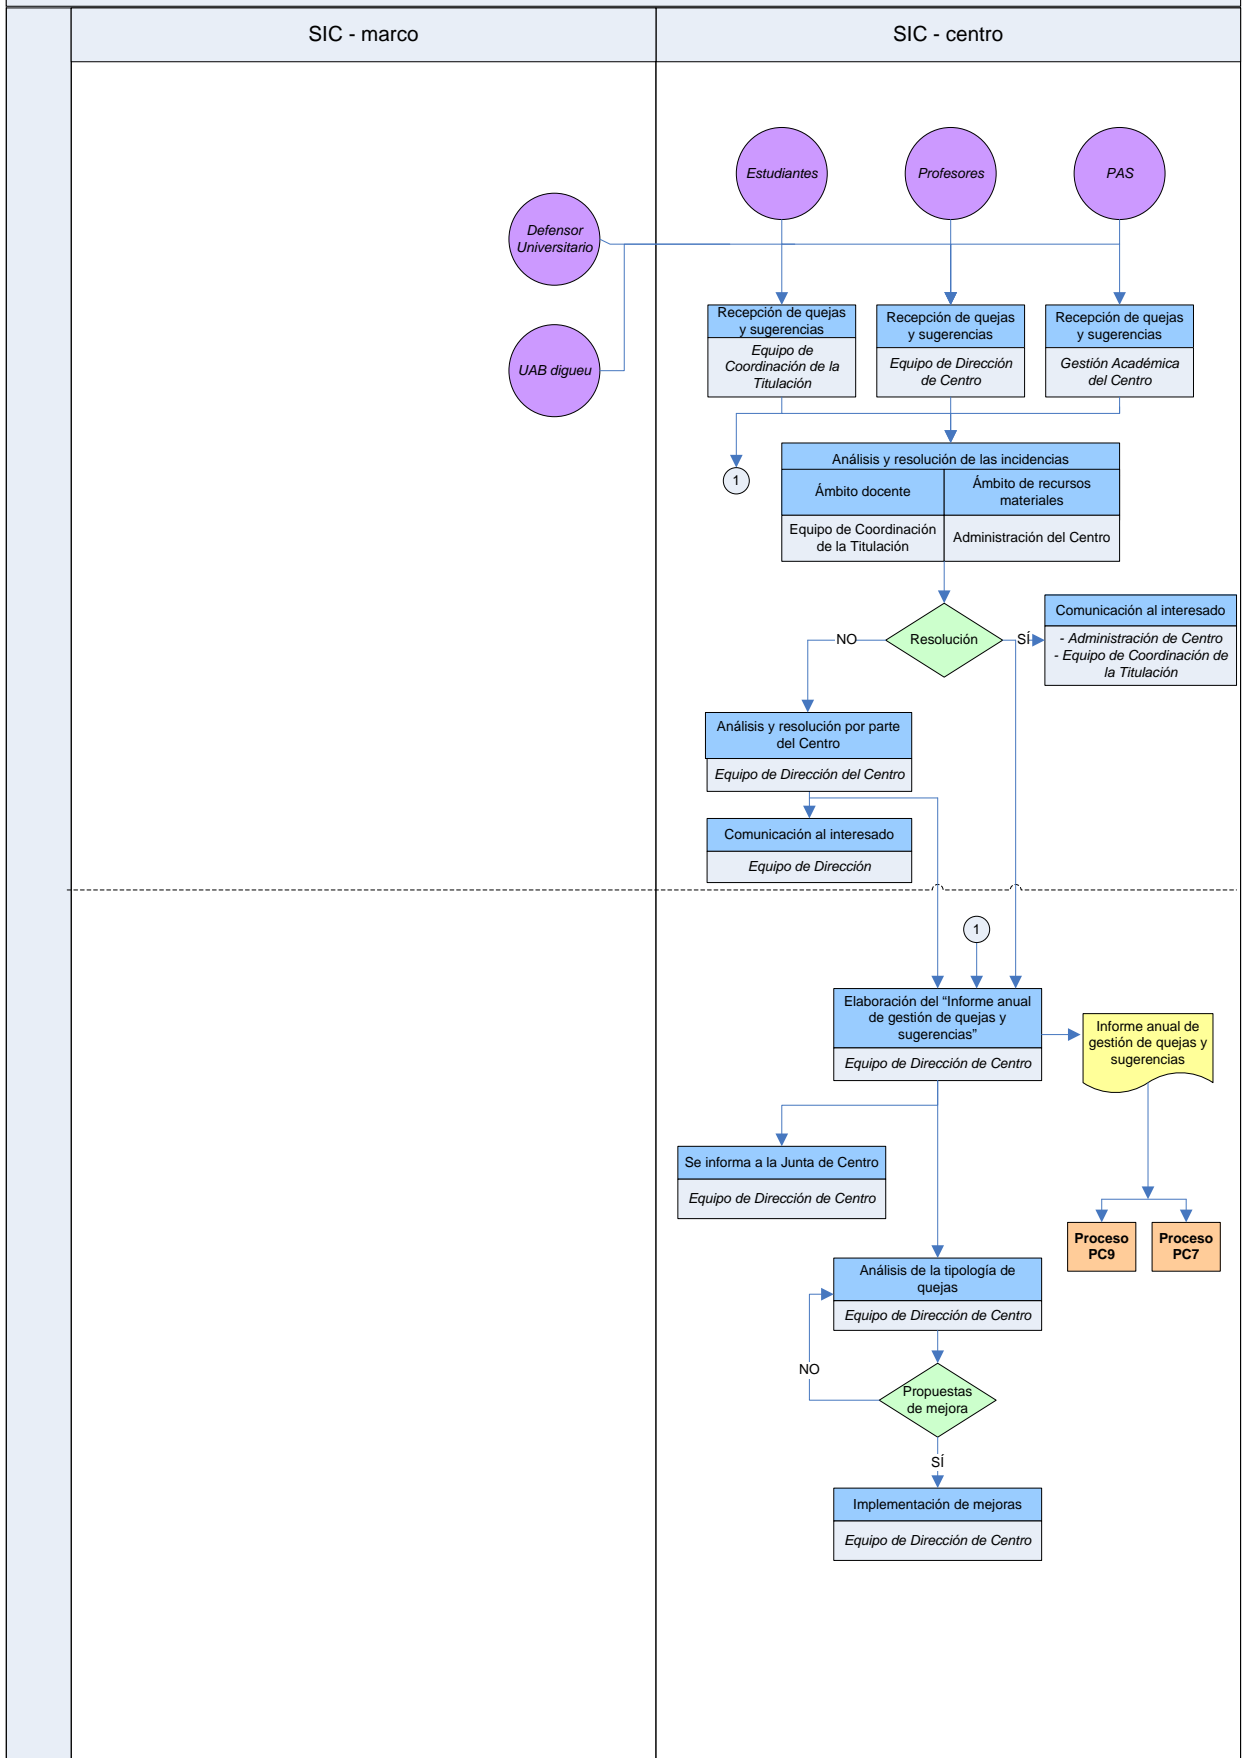 SIC - marco
SIC - centro
Estudiantes
Profesores
PAS
Defensor
Universitario
UAB digueu
Recepción de quejas
y sugerencias
Equipo de
Coordinación de la
Titulación
Recepción de quejas
y sugerencias
Equipo de Dirección
de Centro
Recepción de quejas
y sugerencias
Gestión Académica
del Centro
1
Análisis y resolución de las incidencias
Ámbito docente
Ámbito de recursos
materiales
Equipo de Coordinación
de la Titulación
Administración del Centro
NO
Resolución
SÍ
Comunicación al interesado
- Administración de Centro
- Equipo de Coordinación de
la Titulación
Análisis y resolución por parte
del Centro
Equipo de Dirección del Centro
Comunicación al interesado
Equipo de Dirección
1
Elaboración del “Informe anual
de gestión de quejas y
sugerencias”
Equipo de Dirección de Centro
Informe anual de
gestión de quejas y
sugerencias
Se informa a la Junta de Centro
Equipo de Dirección de Centro
Proceso
PC9
Proceso
PC7
Análisis de la tipología de
quejas
Equipo de Dirección de Centro
NO
Propuestas
de mejora
SÍ
Implementación de mejoras
Equipo de Dirección de Centro